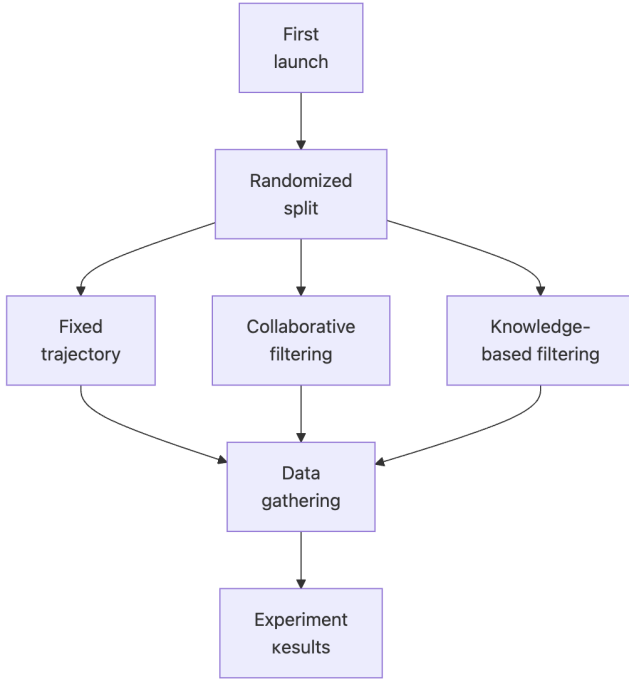 First
launch
Randomized
split
Fixed
trajectory
Collaborative
filtering
Knowledge-
based filtering
Data
gathering
Experiment
кesults